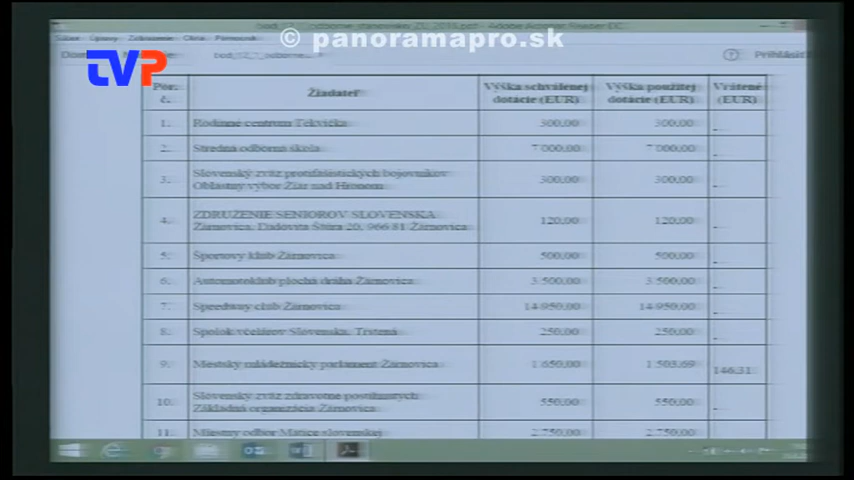 © panoramapro.sk
TVP
Por. č. Žiadateľ Výška schválenej dotácie (EUR) Výška použitej dotácie (EUR) Vrátené (EUR)
1. Rodinné centrum Tekvička 300,00 300,00 -
2. Stredná odborná škola 7 000,00 7 000,00 -
3. Slovenský zväz protifašistických bojovníkov 300,00 300,00 -
Oblastný výbor Žiar nad Hronom
4. ZDRUŽENIE SENIOROV SLOVENSKA 120,00 120,00 -
Žarnovica, Ľudovíta Štúra 20, 966 81 Žarnovica
5. Športový klub Žarnovica 500,00 500,00 -
6. Automotoklub plochá dráha Žarnovica 3 500,00 3 500,00 -
7. Speedway club Žarnovica 14 950,00 14 950,00 -
8. Spolok včelárov Slovenska, Trstená 250,00 250,00 -
9. Mestský mládežnícky parlament Žarnovica 1 650,00 1 503,69 146,31
10. Slovenský zväz zdravotne postihnutých 550,00 550,00 -
Základná organizácia Žarnovica
11. Miestny odbor Matice slovenskej 2 750,00 2 750,00